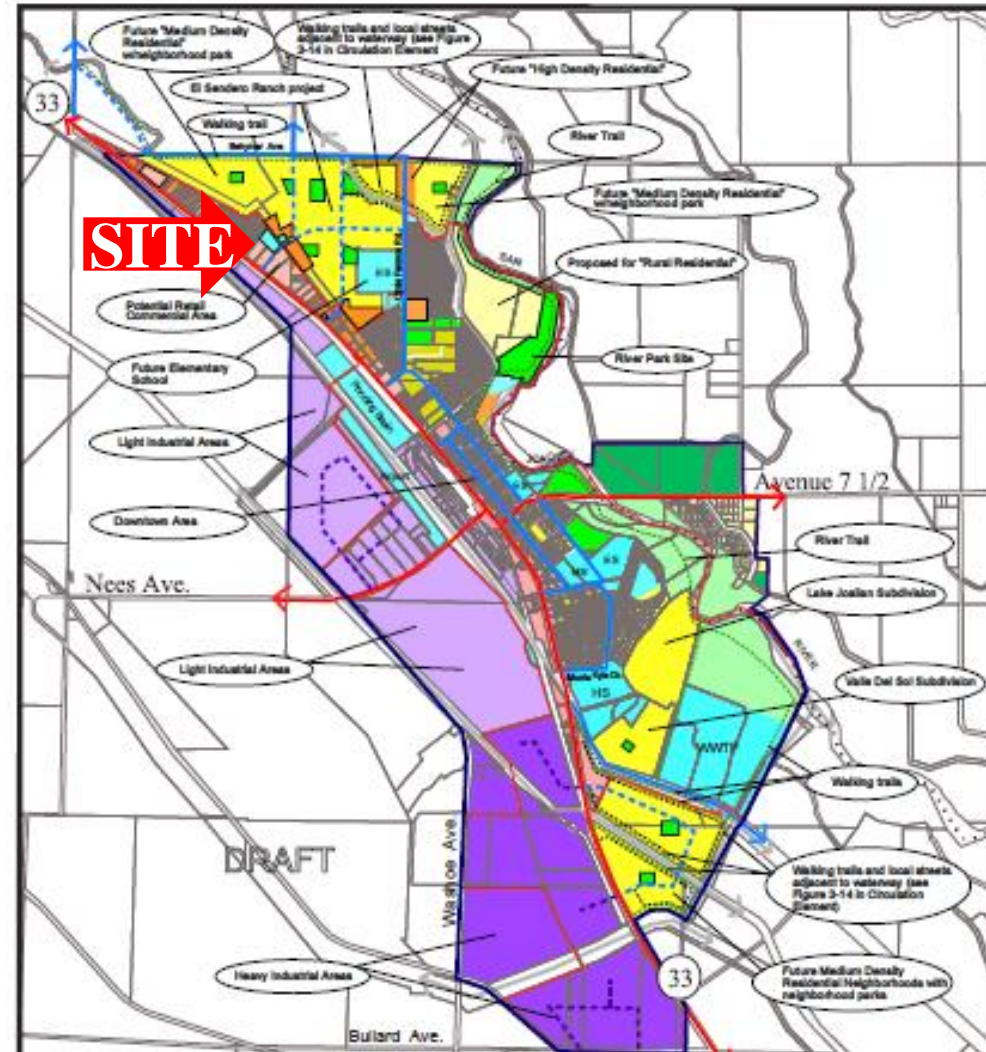 Future "Medium Density
Residential"
w/neighborhood park
Walking trails and local streets
adjacent to waterway (see Figure
3-14 in Circulation Element
Future "High Density Residential"
El Sendero Ranch project
33
Walking trail
River Trail
Future "Medium Density Residential"
w/neighborhood park
SITE
SAN
Proposed for "Rural Residential"
ES
Potential Retail
Commercial Area
River Park Site
Future Elementary
School
Ponding Basin
Light Industrial Areas
Avenue 7 1/2
Downtown Area
River Trail
Nees Ave.
Lake Joallan Subdivision
RIVER
Light Industrial Areas
HS
Valle Del Sol Subdivision
WWTP
Walking trails
DRAFT
Washoe Ave
Walking trails and local streets
adjacent to waterway (see
Figure 3-14 in Circulation
Element)
Heavy Industrial Areas
33
Future Medium Density
Residential Neighborhoods with
neighborhood parks
Bullard Ave.